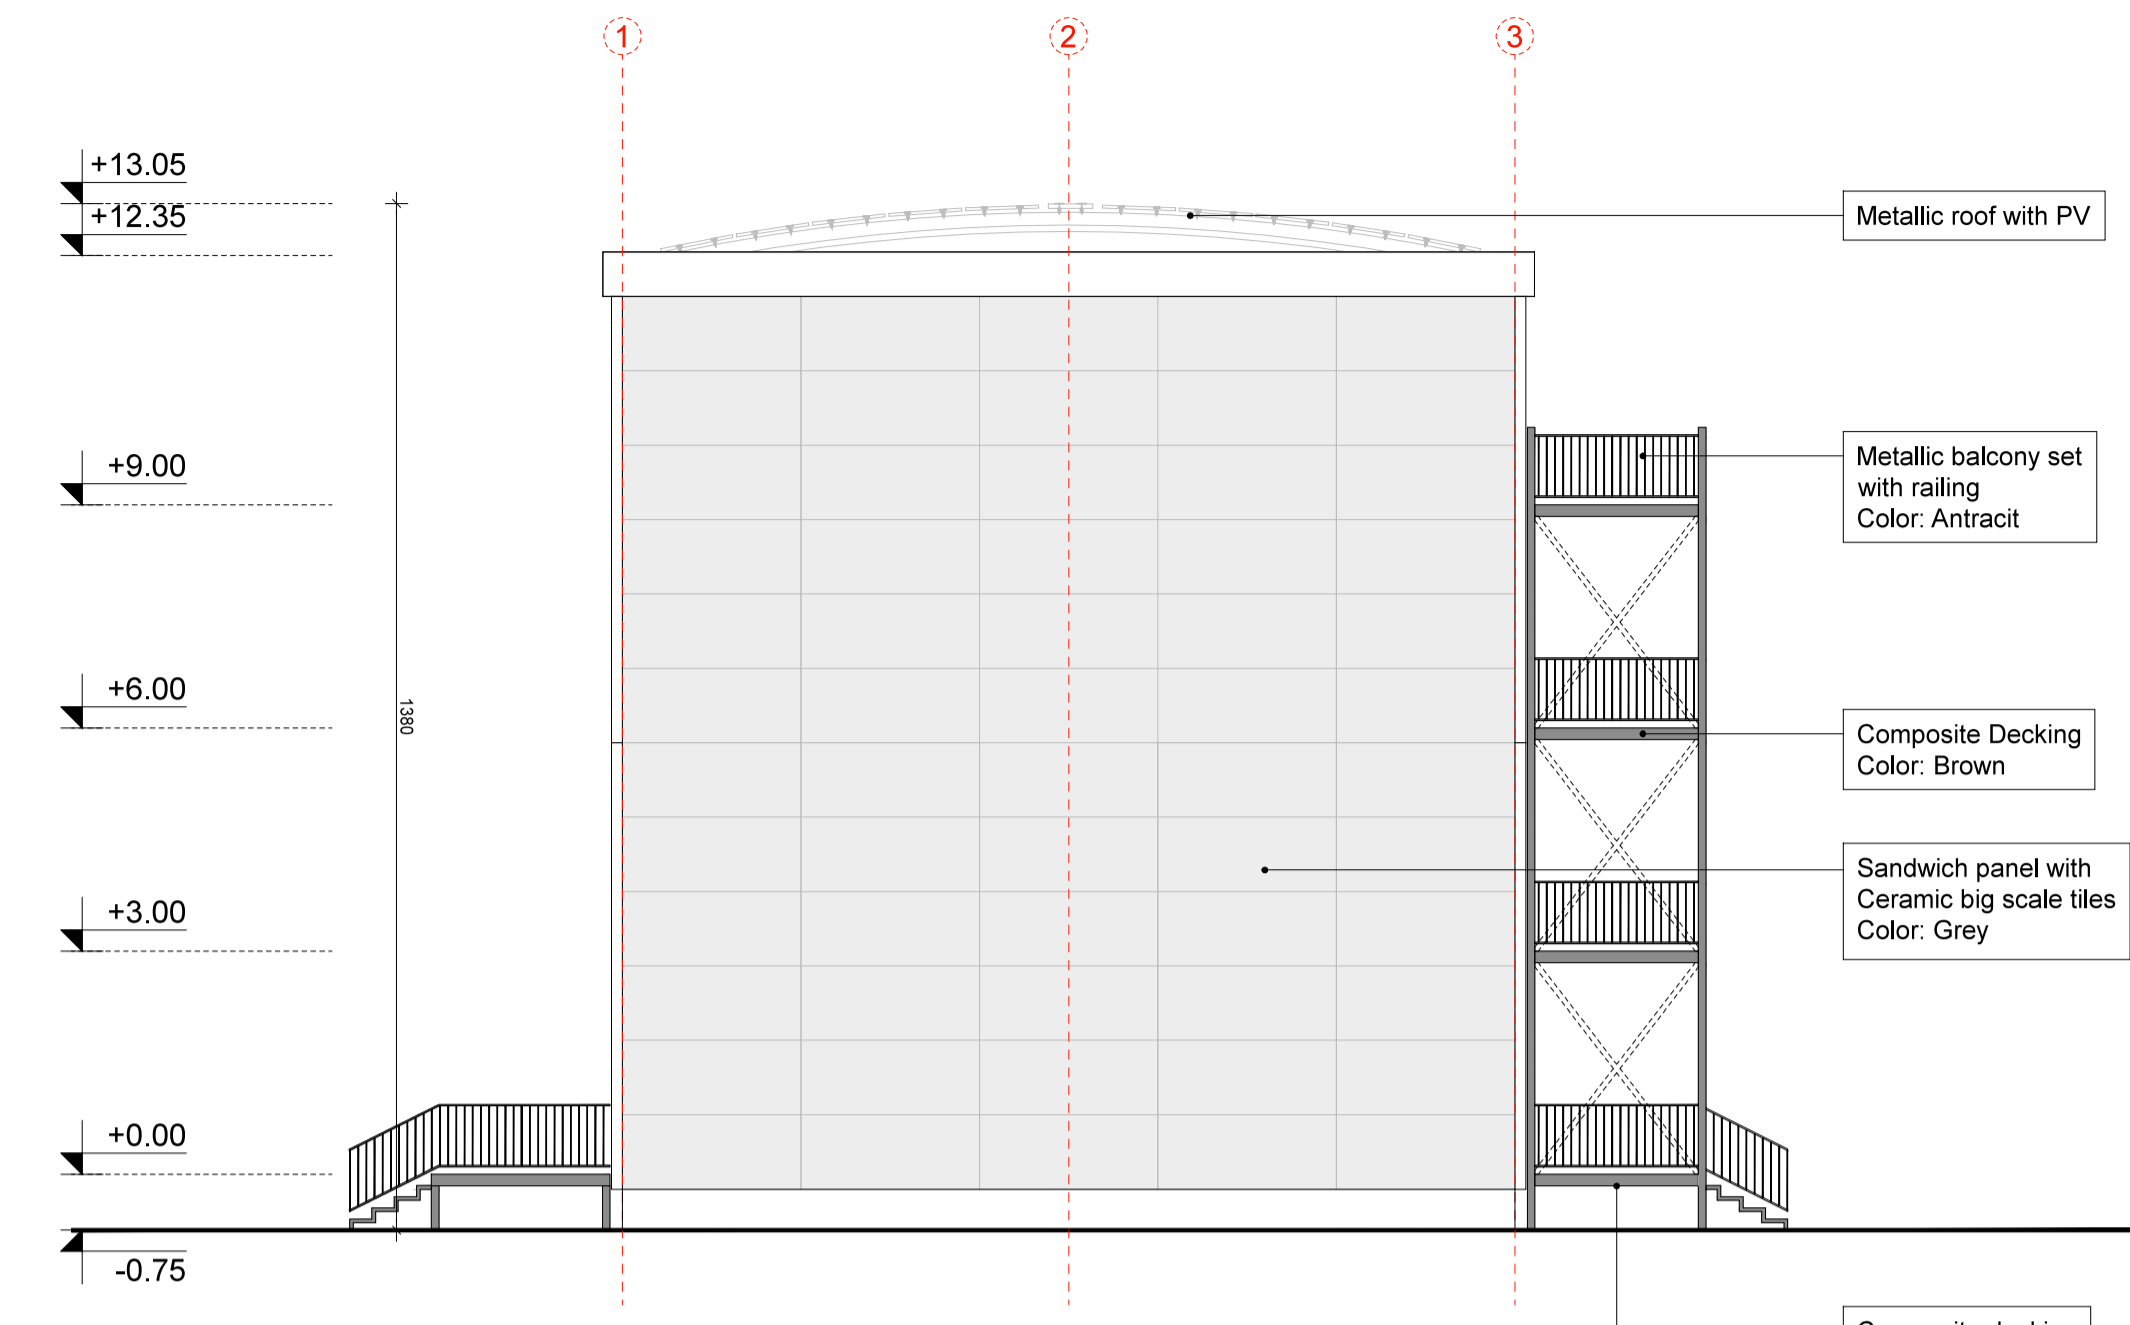 1
2
3
+13.05
+12.35
+9.00
+6.00
+3.00
+0.00
-0.75
1380
Metallic roof with PV
Metallic balcony set
with railing
Color: Antracit
Composite Decking
Color: Brown
Sandwich panel with
Ceramic big scale tiles
Color: Grey